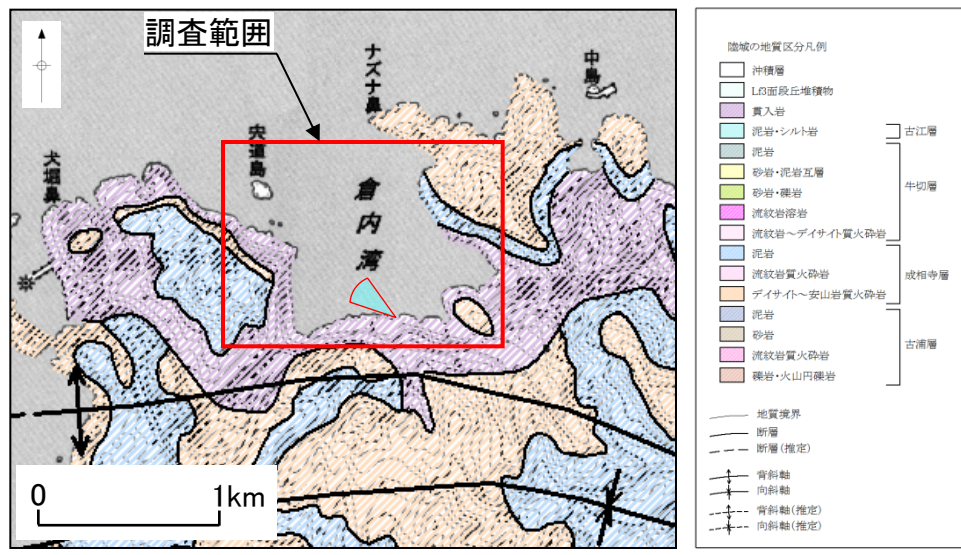 調査範囲
ナズナ鼻
中島
宍道島
犬堀鼻
倉内湾
0 1km
陸域の地質区分凡例
沖積層
Lf3面段丘堆積物
貫入岩
泥岩・シルト岩
古江層
泥岩
砂岩・泥岩互層
砂岩・礫岩
流紋岩溶岩
流紋岩～デイサイト質火砕岩
牛切層
泥岩
流紋岩質火砕岩
デイサイト～安山岩質火砕岩
成相寺層
泥岩
砂岩
流紋岩質火砕岩
礫岩・火山円礫岩
古浦層
地質境界
断層
断層(推定)
背斜軸
向斜軸
背斜軸(推定)
向斜軸(推定)